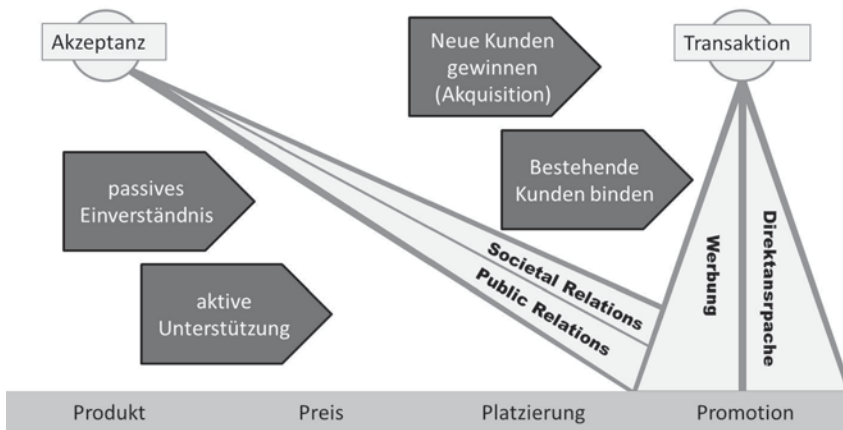 Akzeptanz
Neue Kunden
gewinnen
(Akquisition)
Transaktion
passives
Einverständnis
Bestehende
Kunden binden
aktive
Unterstützung
Societal Relations
Public Relations
Werbung
Direktansrpache
Produkt
Preis
Platzierung
Promotion